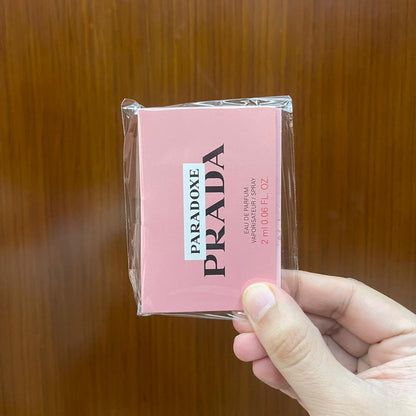 PARADOXE
PRADA
EAU DE PARFUM
VAPORISATEUR / SPRAY
2 ml 0.06 FL. OZ.